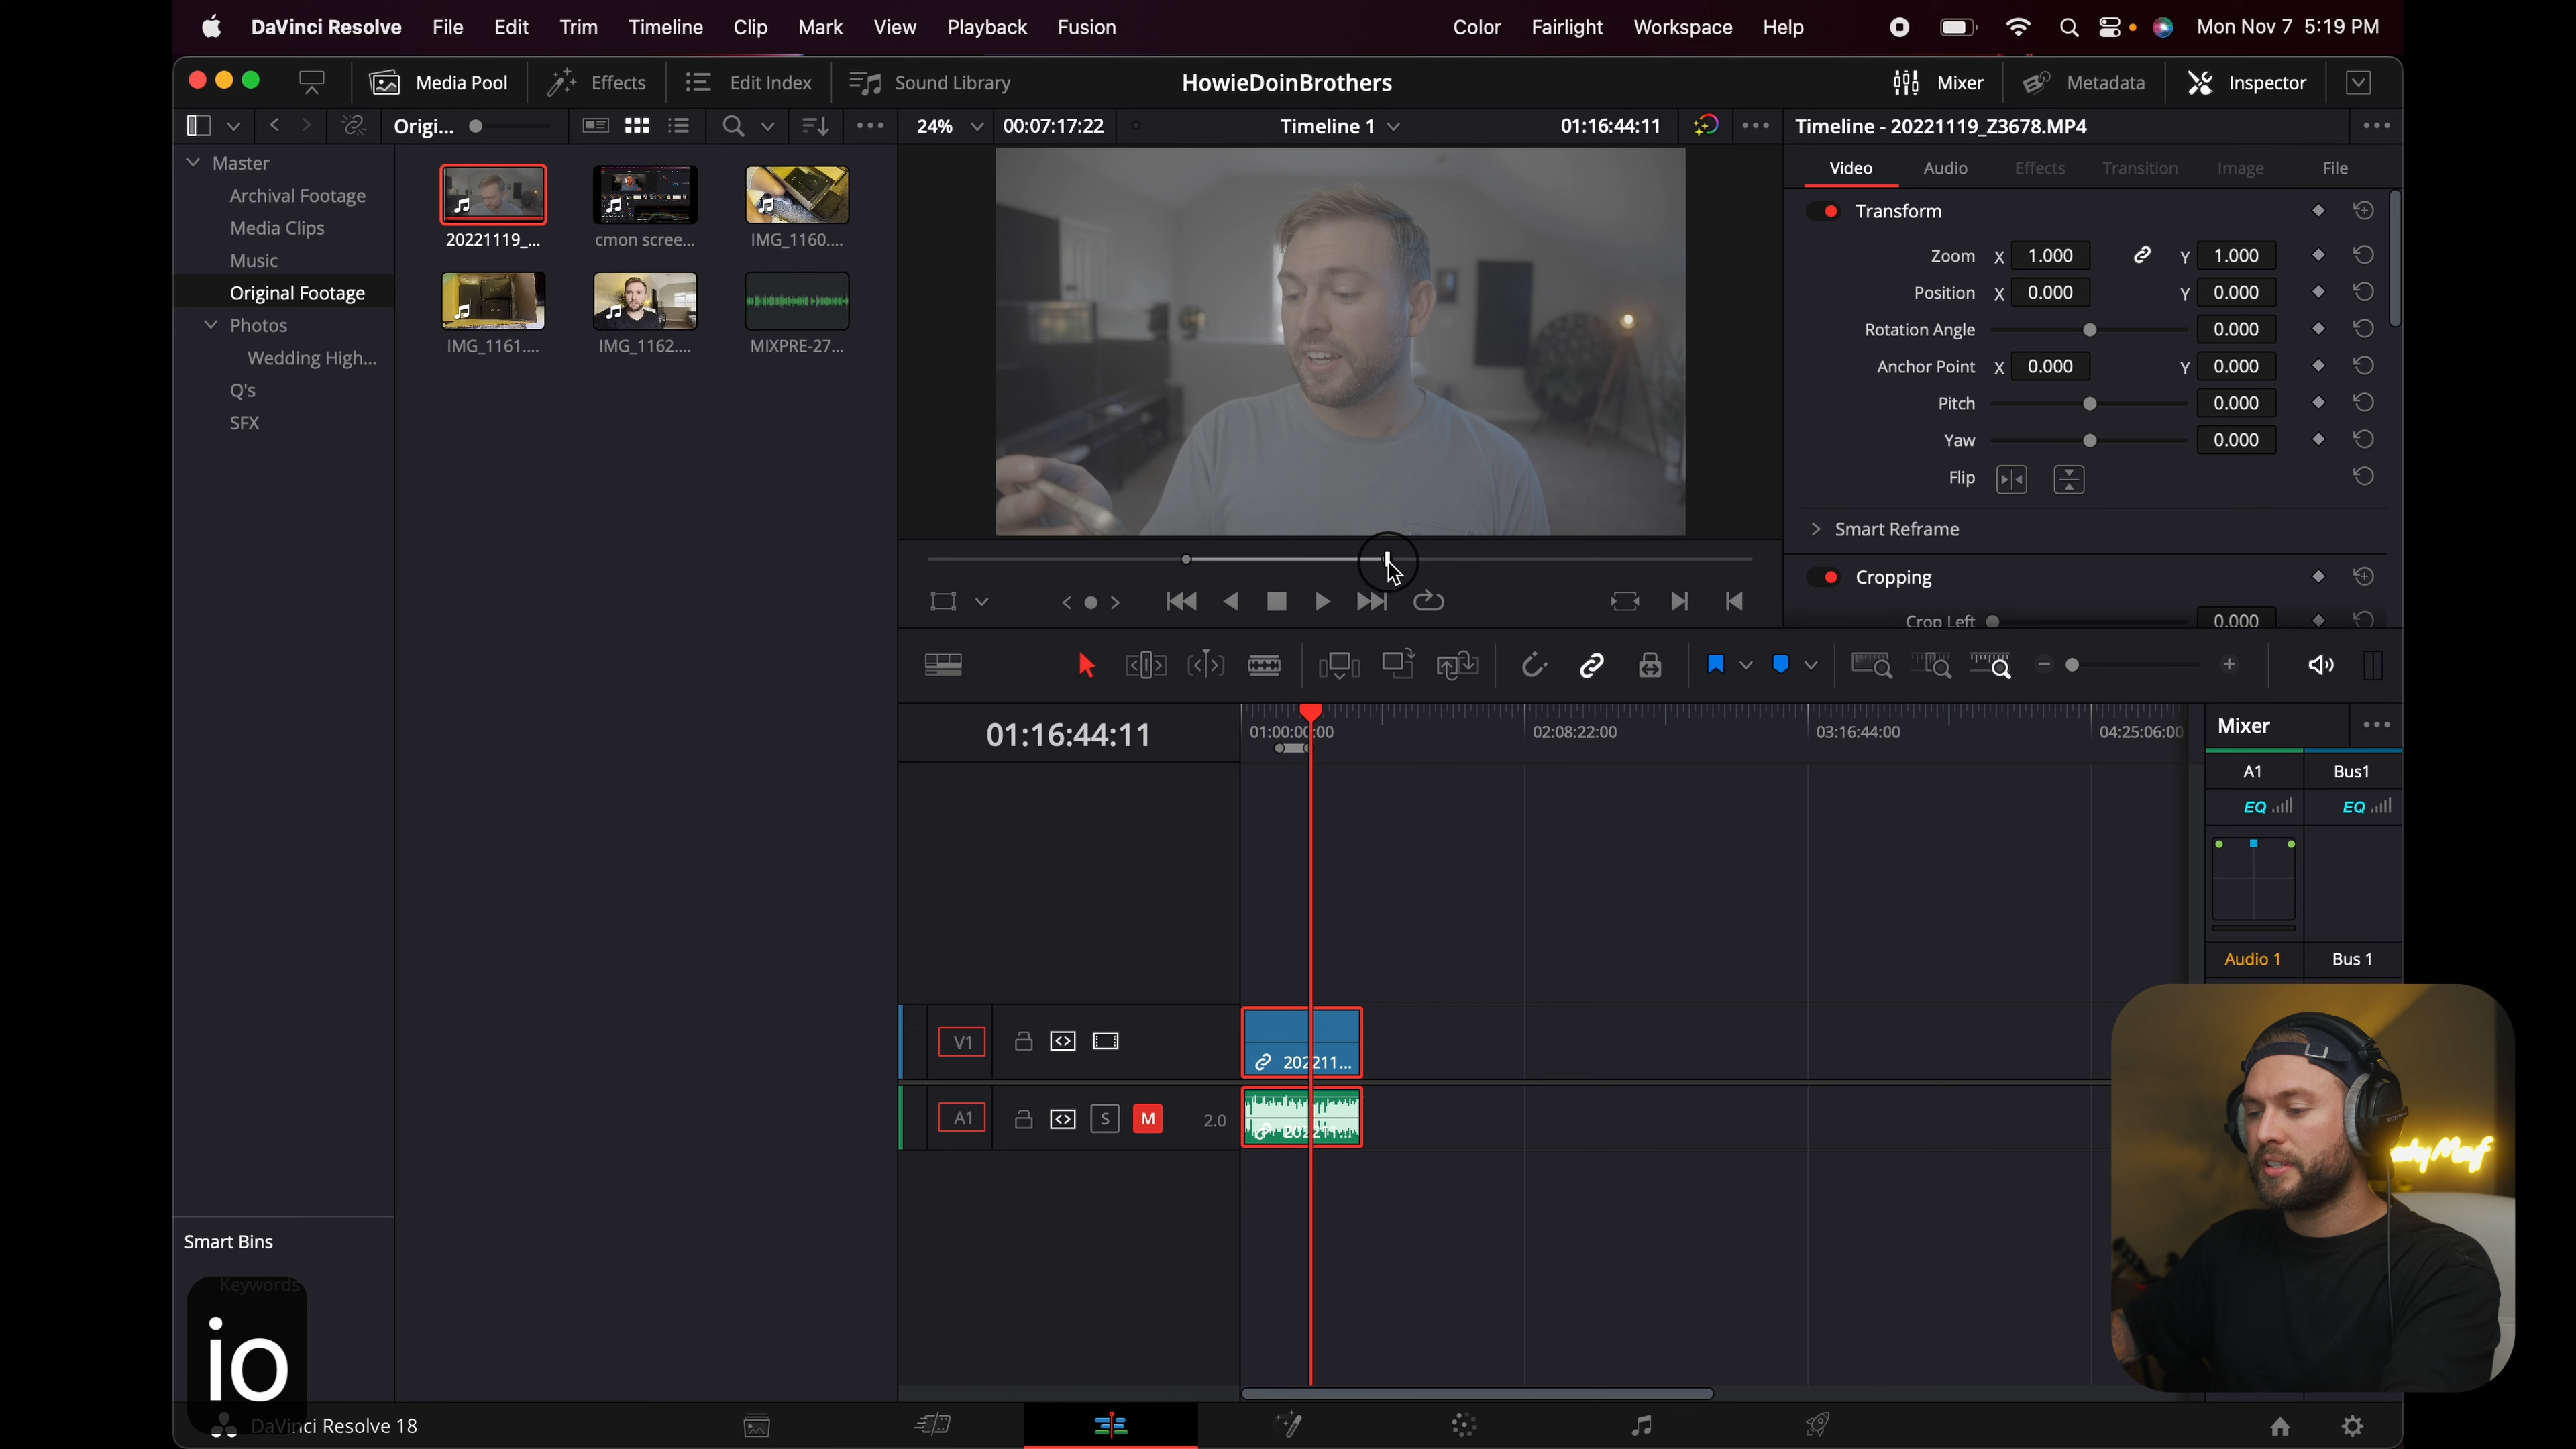 DaVinci Resolve File Edit Trim Timeline Clip Mark View Playback Fusion Color Fairlight Workspace Help Mon Nov 7 5:19 PM
Media Pool Effects Edit Index Sound Library HowieDoinBrothers Mixer Metadata Inspector
Origi... 24% 00:07:17:22 Timeline 1 01:16:44:11 Timeline - 20221119_Z3678.MP4
Master
Archival Footage
Media Clips
Music
Original Footage
Photos
Wedding High...
Q's
SFX
20221119_... cmon scree... IMG_1160....
IMG_1161.... IMG_1162.... MIXPRE-27...
Video Audio Effects Transition Image File
Transform
Zoom X 1.000 Y 1.000
Position X 0.000 Y 0.000
Rotation Angle 0.000
Anchor Point X 0.000 Y 0.000
Pitch 0.000
Yaw 0.000
Flip
Smart Reframe
Cropping
Crop Left 0.000
01:16:44:11
01:00:00:00 02:08:22:00 03:16:44:00 04:25:06:00
V1
202211...
A1 S M 2.0
202211...
Mixer
A1 Bus1
EQ EQ
Audio 1 Bus 1
Smart Bins
Keywords
io
DaVinci Resolve 18